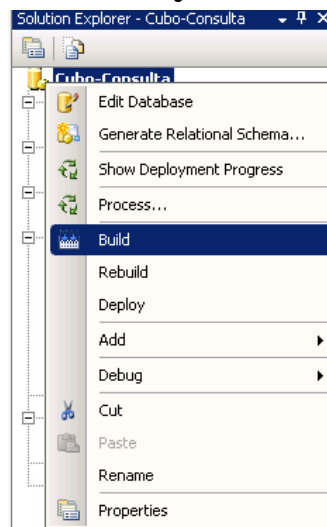 Solution Explorer - Cubo-Consulta
Cubo-Consulta
Edit Database
Generate Relational Schema...
Show Deployment Progress
Process...
Build
Rebuild
Deploy
Add
Debug
Cut
Paste
Rename
Properties